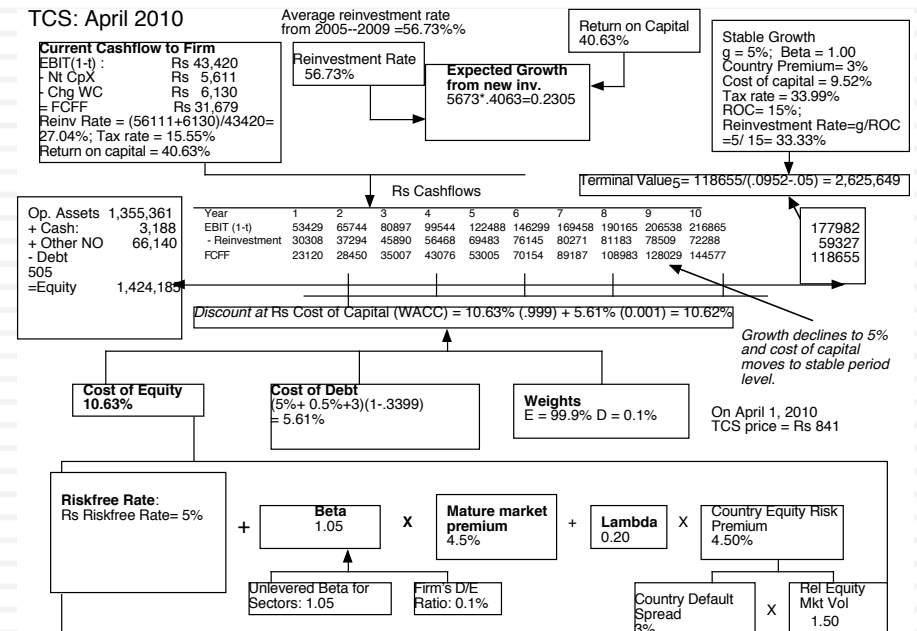 TCS: April 2010
Average reinvestment rate
from 2005--2009 =56.73%%
Return on Capital
40.63%
Stable Growth
g = 5%; Beta = 1.00
Country Premium= 3%
Cost of capital = 9.52%
Tax rate = 33.99%
ROC= 15%;
Reinvestment Rate=g/ROC
=5/ 15= 33.33%
Current Cashflow to Firm
EBIT(1-t) : Rs 43,420
- Nt CpX Rs 5,611
- Chg WC Rs 6,130
= FCFF Rs 31,679
Reinv Rate = (56111+6130)/43420=
27.04%; Tax rate = 15.55%
Return on capital = 40.63%
Reinvestment Rate
56.73%
Expected Growth
from new inv.
5673*.4063=0.2305
Rs Cashflows
Terminal Value5= 118655/(.0952-.05) = 2,625,649
Op. Assets 1,355,361
+ Cash: 3,188
+ Other NO 66,140
- Debt
505
=Equity 1,424,185
Year 1 2 3 4 5 6 7 8 9 10
EBIT (1-t) 53429 65744 80897 99544 122488 146299 169458 190165 206538 216865
- Reinvestment 30308 37294 45890 56468 69483 76145 80271 81183 78509 72288
FCFF 23120 28450 35007 43076 53005 70154 89187 108983 128029 144577
177982
59327
118655
Discount at Rs Cost of Capital (WACC) = 10.63% (.999) + 5.61% (0.001) = 10.62%
Growth declines to 5%
and cost of capital
moves to stable period
level.
Cost of Equity
10.63%
Cost of Debt
(5%+ 0.5%+3)(1-.3399)
= 5.61%
Weights
E = 99.9% D = 0.1%
On April 1, 2010
TCS price = Rs 841
Riskfree Rate:
Rs Riskfree Rate= 5%
+
Beta
1.05
X
Mature market
premium
4.5%
+
Lambda
0.20
X
Country Equity Risk
Premium
4.50%
Unlevered Beta for
Sectors: 1.05
Firm's D/E
Ratio: 0.1%
Country Default
Spread
3%
X
Rel Equity
Mkt Vol
1.50